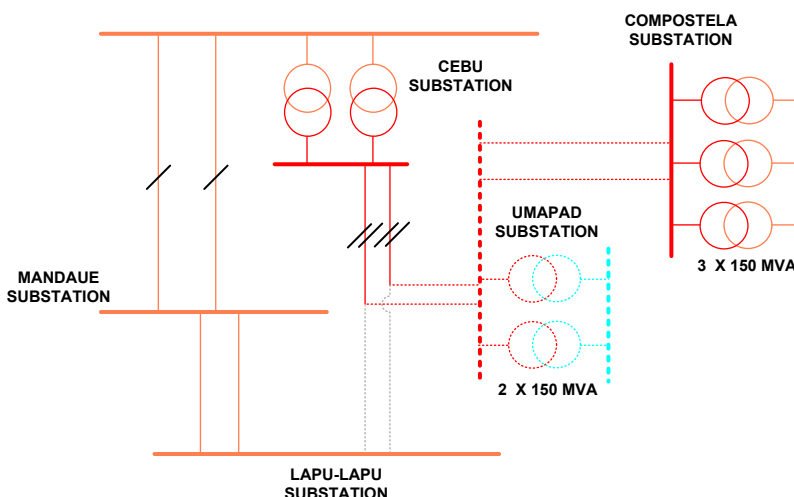 COMPOSTELA
SUBSTATION
CEBU
SUBSTATION
UMAPAD
SUBSTATION
3 X 150 MVA
MANDAUE
SUBSTATION
2 X 150 MVA
LAPU-LAPU
SUBSTATION